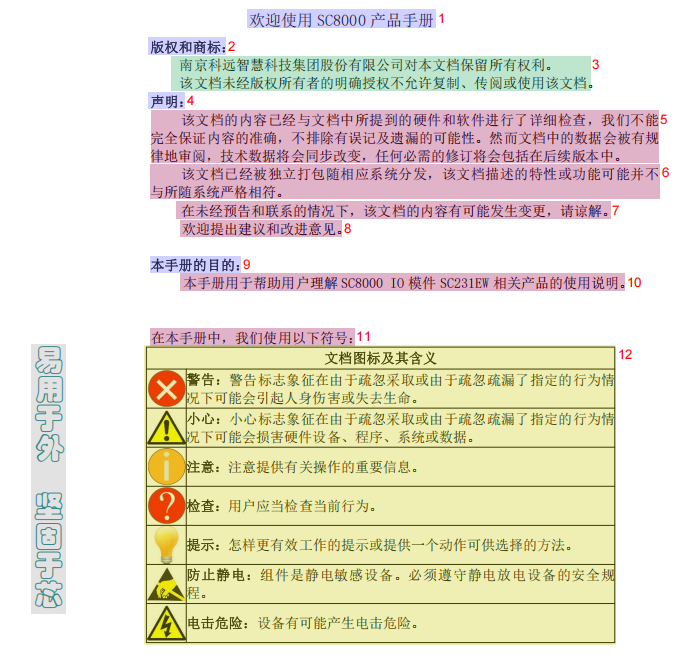 欢迎使用 SC8000 产品手册 1
版权和商标: 2
南京科远智慧科技集团股份有限公司对本文档保留所有权利。 3
该文档未经版权所有者的明确授权不允许复制、传阅或使用该文档。
声明: 4
该文档的内容已经与文档中所提到的硬件和软件进行了详细检查，我们不能 5
完全保证内容的准确，不排除有误记及遗漏的可能性。然而文档中的数据会被有规
律地审阅，技术数据将会同步改变，任何必需的修订将会包括在后续版本中。
该文档已经被独立打包随相应系统分发，该文档描述的特性或功能可能并不 6
与所随系统严格相符。
在未经预告和联系的情况下，该文档的内容有可能发生变更，请谅解。 7
欢迎提出建议和改进意见。 8
本手册的目的: 9
本手册用于帮助用户理解 SC8000 IO 模件 SC231EW 相关产品的使用说明。 10
在本手册中，我们使用以下符号: 11
文档图标及其含义 12
警告：警告标志象征在由于疏忽采取或由于疏忽疏漏了指定的行为情
况下可能会引起人身伤害或失去生命。
小心：小心标志象征在由于疏忽采取或由于疏忽疏漏了指定的行为情
况下可能会损害硬件设备、程序、系统或数据。
注意：注意提供有关操作的重要信息。
检查：用户应当检查当前行为。
提示：怎样更有效工作的提示或提供一个动作可供选择的方法。
防止静电：组件是静电敏感设备。必须遵守静电放电设备的安全规
程。
电击危险：设备有可能产生电击危险。
易用于外 坚固于芯